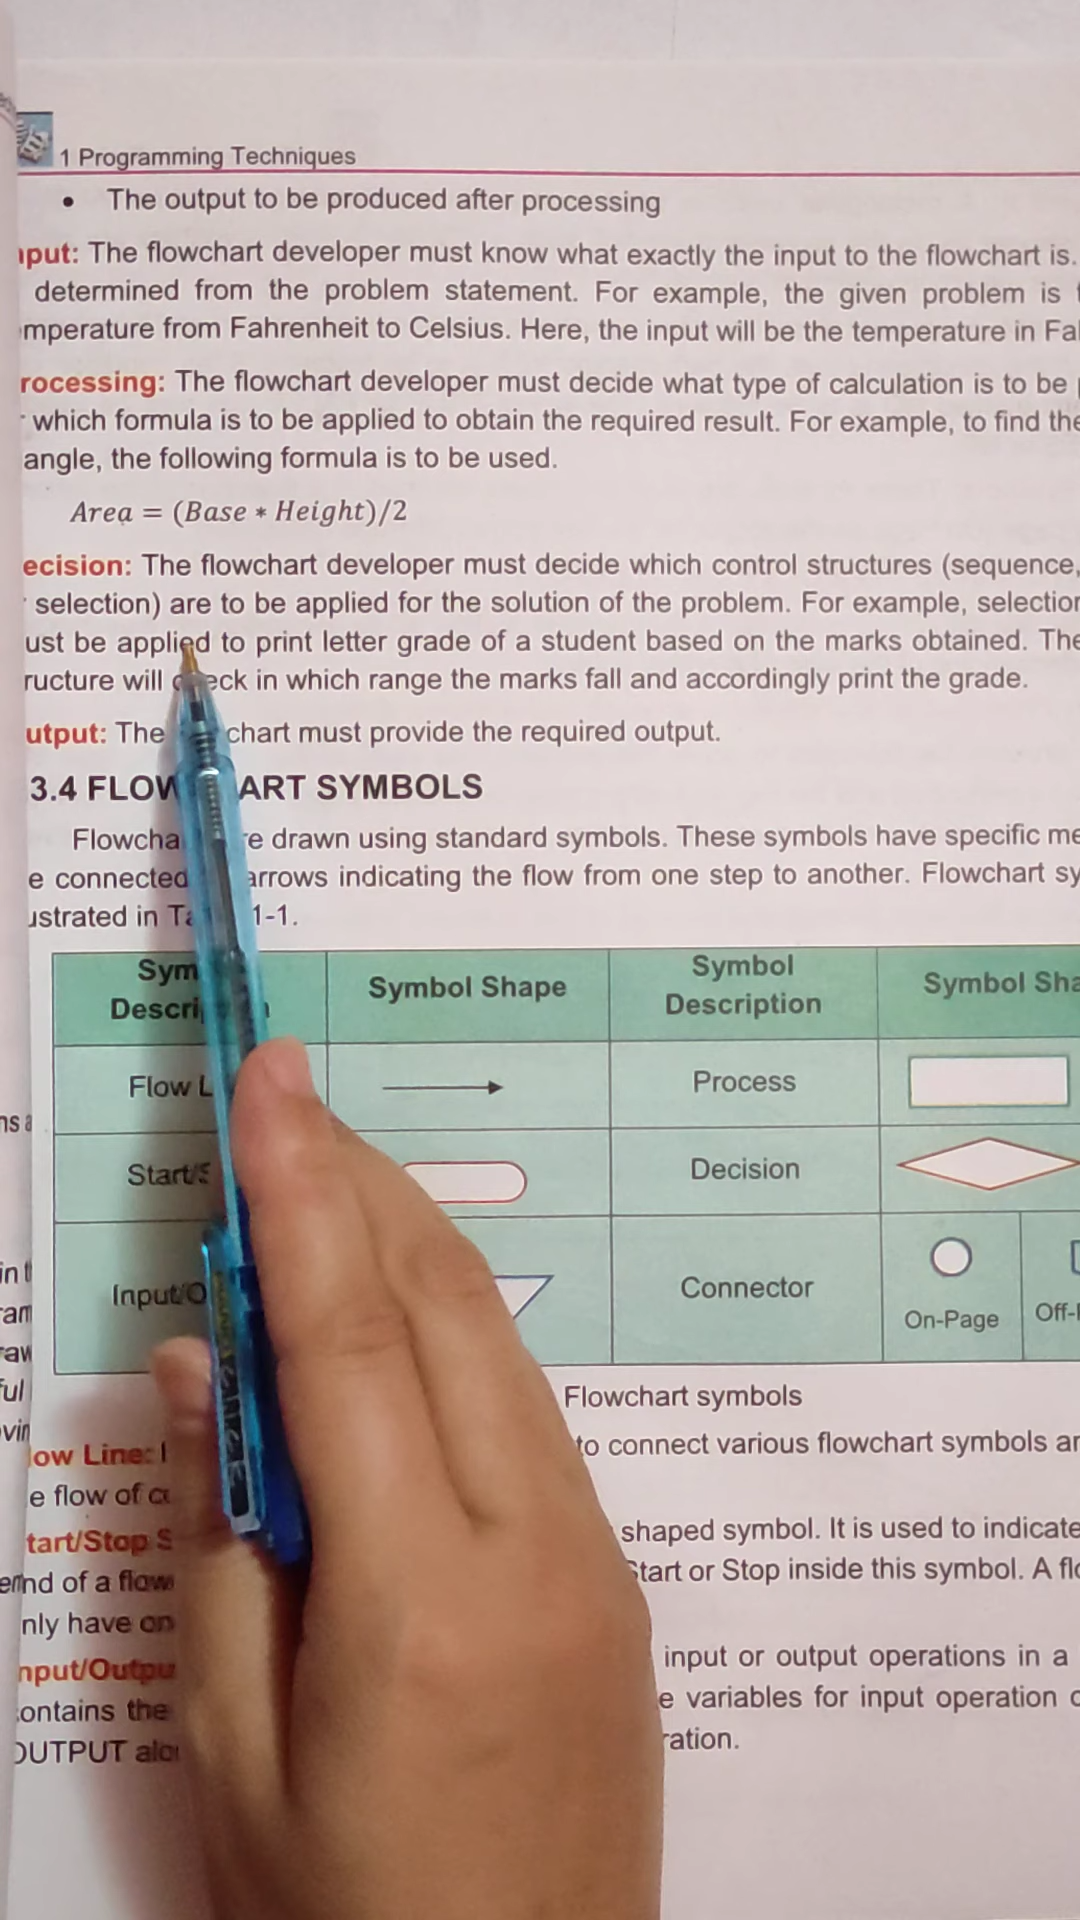 1 Programming Techniques
• The output to be produced after processing
nput: The flowchart developer must know what exactly the input to the flowchart is.
determined from the problem statement. For example, the given problem is
mperature from Fahrenheit to Celsius. Here, the input will be the temperature in
rocessing: The flowchart developer must decide what type of calculation is to be
which formula is to be applied to obtain the required result. For example, to find the
angle, the following formula is to be used.
Area = (Base * Height)/2
ecision: The flowchart developer must decide which control structures (sequence,
selection) are to be applied for the solution of the problem. For example, selection
ust be applied to print letter grade of a student based on the marks obtained. The
ructure will check in which range the marks fall and accordingly print the grade.
utput: The chart must provide the required output.
3.4 FLOW ART SYMBOLS
Flowcha e drawn using standard symbols. These symbols have specific
e connected arrows indicating the flow from one step to another. Flowchart
ustrated in 1-1.
Sym
Descri
Symbol Shape
Symbol
Description
Symbol Sha
Flow L
Process
Start/S
Decision
Input/O
Connector
On-Page
Off-
Flowchart symbols
low Line: to connect various flowchart symbols
e flow of
tart/Stop S shaped symbol. It is used to indicate
nd of a flow Start or Stop inside this symbol. A
nly have on
nput/Outpu input or output operations in a
ontains the e variables for input operation
OUTPUT ration.